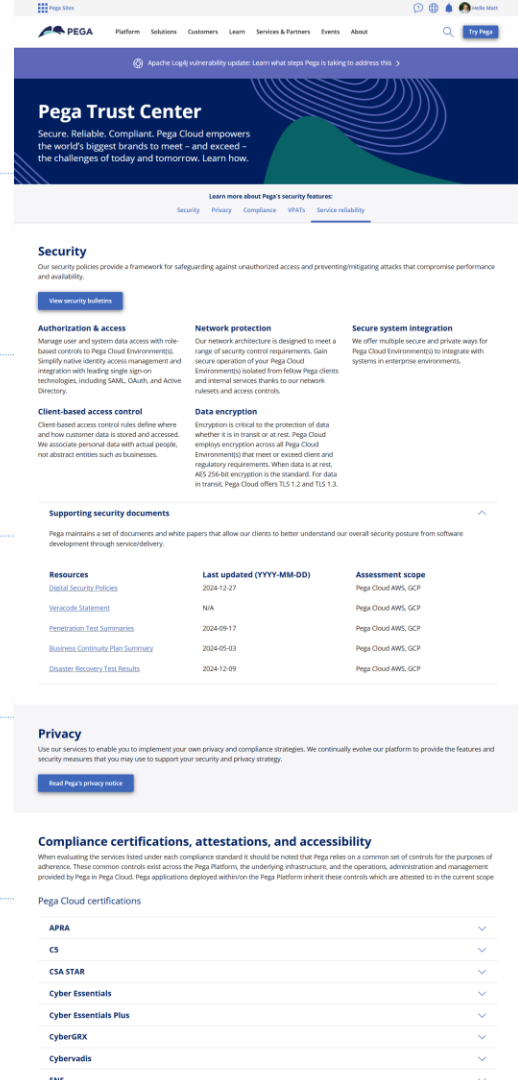 Pega Sites
Hello Matt
PEGA
Platform Solutions Customers Learn Services & Partners Events About
Try Pega
Apache Log4j vulnerability update: Learn what steps Pega is taking to address this
Pega Trust Center
Secure. Reliable. Compliant. Pega Cloud empowers
the world's biggest brands to meet – and exceed –
the challenges of today and tomorrow. Learn how.
Learn more about Pega's security features:
Security Privacy Compliance VPATs Service reliability
Security
Our security policies provide a framework for safeguarding against unauthorized access and preventing/mitigating attacks that compromise performance
and availability.
View security bulletins
Authorization & access
Manage user and system data access with role-
based controls to Pega Cloud Environment(s).
Simplify native identity access management and
integration with leading single sign-on
technologies, including SAML, OAuth, and Active
Directory.
Network protection
Our network architecture is designed to meet a
range of security control requirements. Gain
secure operation of your Pega Cloud
Environment(s) isolated from fellow Pega clients
and internal services thanks to our network
rulesets and access controls.
Secure system integration
We offer multiple secure and private ways for
Pega Cloud Environment(s) to integrate with
systems in enterprise environments.
Client-based access control
Client-based access control rules define where
and how customer data is stored and accessed.
We associate personal data with actual people,
not abstract entities such as businesses.
Data encryption
Encryption is critical to the protection of data
whether it is in transit or at rest. Pega Cloud
employs encryption across all Pega Cloud
Environment(s) that meet or exceed client and
regulatory requirements. When data is at rest,
AES 256-bit encryption is the standard. For data
in transit, Pega Cloud offers TLS 1.2 and TLS 1.3.
Supporting security documents
Pega maintains a set of documents and white papers that allow our clients to better understand our overall security posture from software
development through service/delivery.
Resources Last updated (YYYY-MM-DD) Assessment scope
Digital Security Policies 2024-12-27 Pega Cloud AWS, GCP
Veracode Statement N/A Pega Cloud AWS, GCP
Penetration Test Summaries 2024-09-17 Pega Cloud AWS, GCP
Business Continuity Plan Summary 2024-05-03 Pega Cloud AWS, GCP
Disaster Recovery Test Results 2024-12-09 Pega Cloud AWS, GCP
Privacy
Use our services to enable you to implement your own privacy and compliance strategies. We continually evolve our platform to provide the features and
security measures that you may use to support your security and privacy strategy.
Read Pega's privacy notice
Compliance certifications, attestations, and accessibility
When evaluating the services listed under each compliance standard it should be noted that Pega relies on a common set of controls for the purposes of
adherence. These common controls exist across the Pega Platform, the underlying infrastructure, and the operations, administration and management
provided by Pega in Pega Cloud. Pega applications deployed within/on the Pega Platform inherit these controls which are attested to in the current scope
Pega Cloud certifications
APRA
C5
CSA STAR
Cyber Essentials
Cyber Essentials Plus
CyberGRX
Cybervadis
ENS